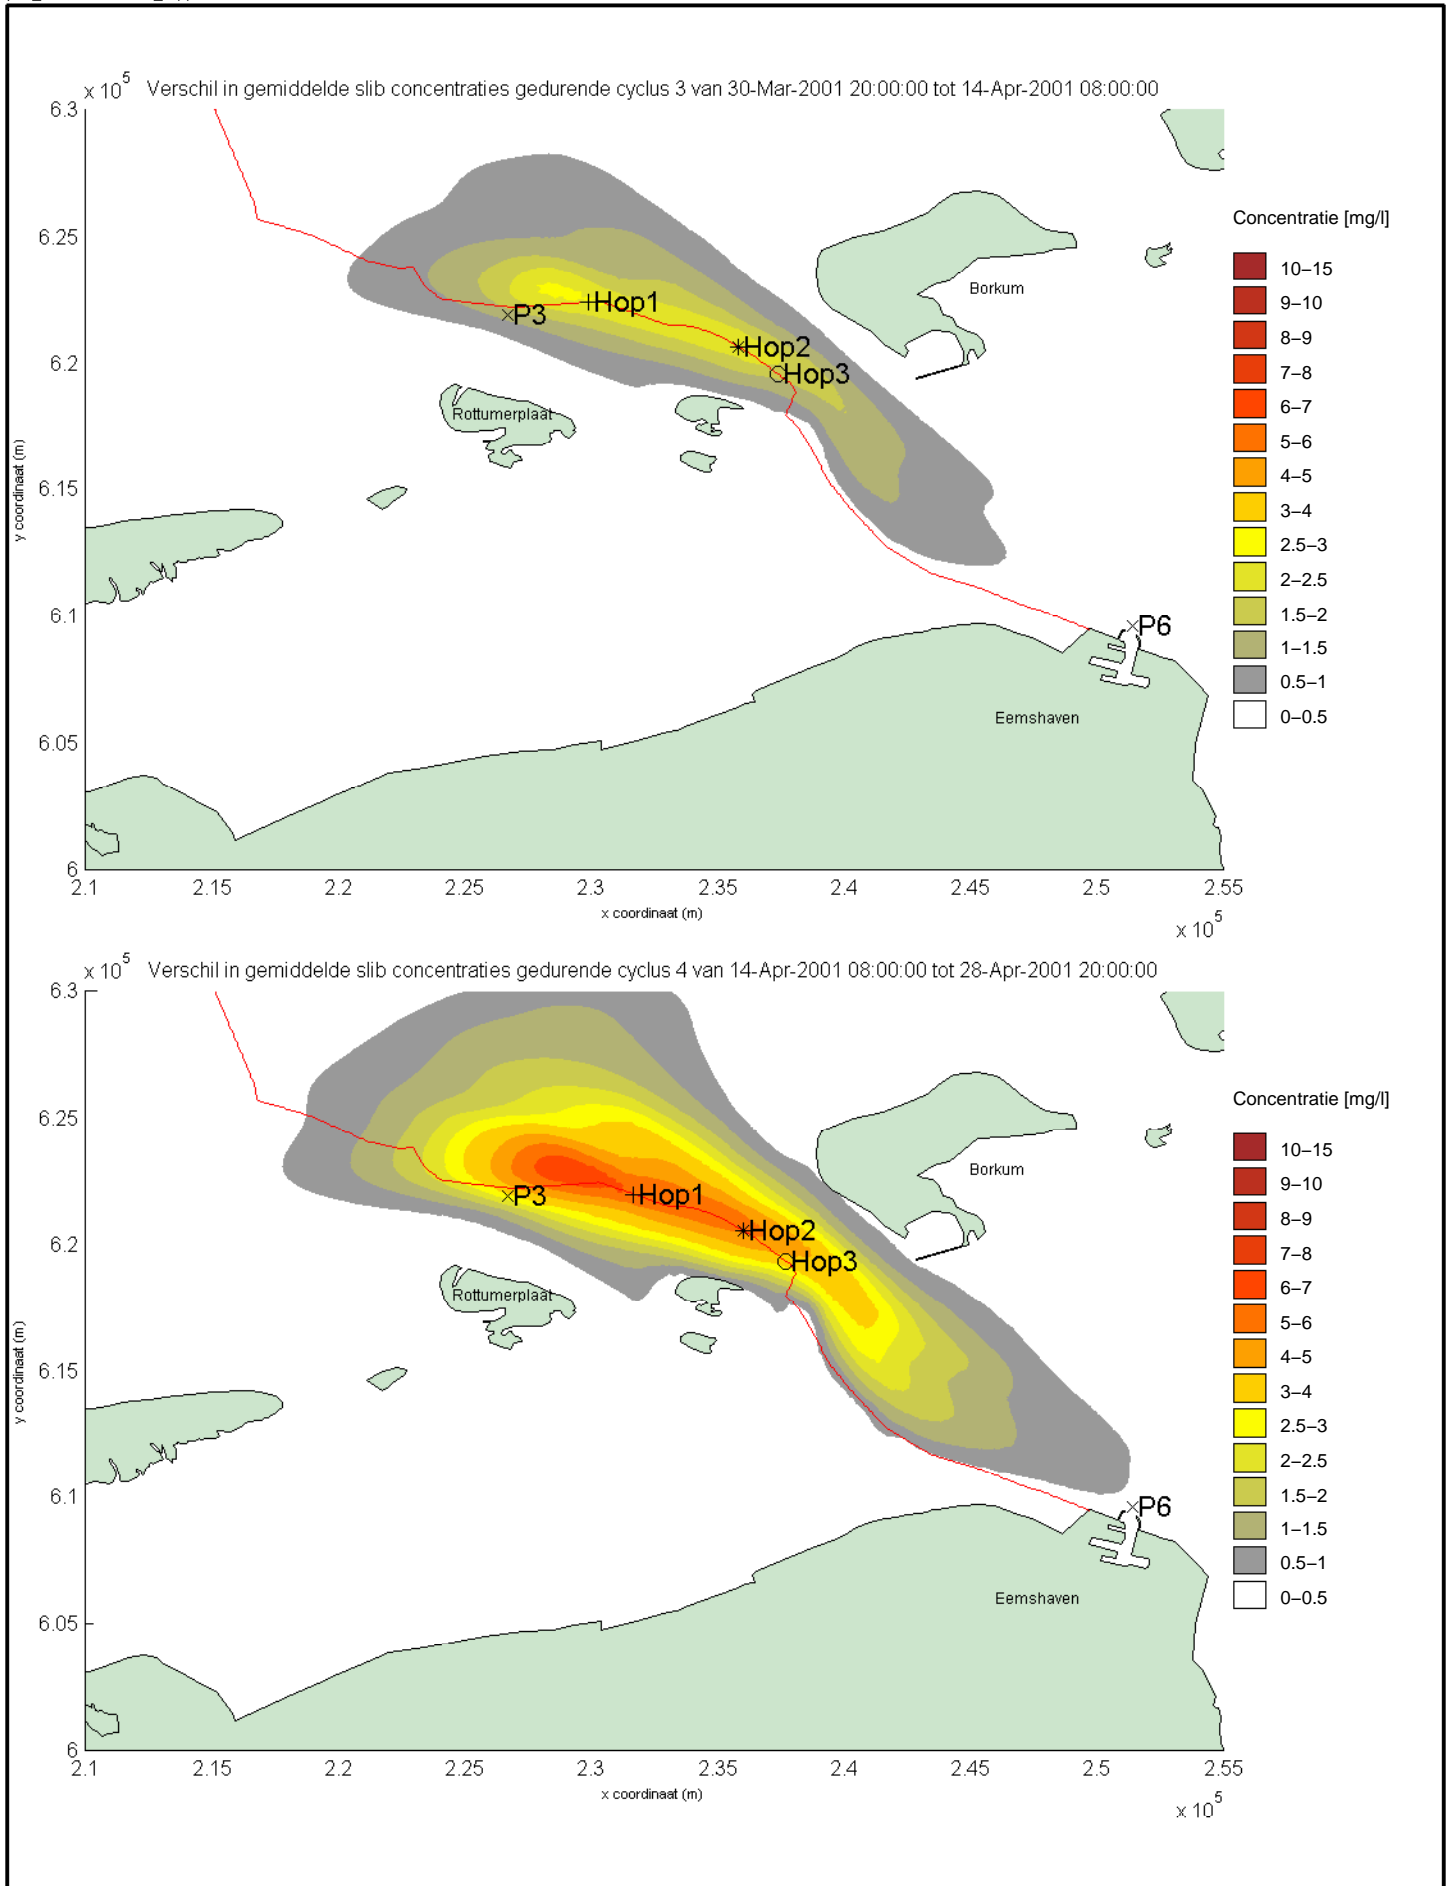 x 10^5
Verschil in gemiddelde slib concentraties gedurende cyclus 3 van 30-Mar-2001 20:00:00 tot 14-Apr-2001 08:00:00
6.3
6.25
6.2
6.15
6.1
6.05
6
y coordinaat (m)
Borkum
Hop1
P3
Hop2
Hop3
Rottumerplaat
P6
Eemshaven
2.1 2.15 2.2 2.25 2.3 2.35 2.4 2.45 2.5 2.55
x coordinaat (m)
x 10^5
Concentratie [mg/l]
10–15
9–10
8–9
7–8
6–7
5–6
4–5
3–4
2.5–3
2–2.5
1.5–2
1–1.5
0.5–1
0–0.5
x 10^5
Verschil in gemiddelde slib concentraties gedurende cyclus 4 van 14-Apr-2001 08:00:00 tot 28-Apr-2001 20:00:00
6.3
6.25
6.2
6.15
6.1
6.05
6
y coordinaat (m)
Borkum
P3
Hop1
Hop2
Hop3
Rottumerplaat
P6
Eemshaven
2.1 2.15 2.2 2.25 2.3 2.35 2.4 2.45 2.5 2.55
x coordinaat (m)
x 10^5
Concentratie [mg/l]
10–15
9–10
8–9
7–8
6–7
5–6
4–5
3–4
2.5–3
2–2.5
1.5–2
1–1.5
0.5–1
0–0.5